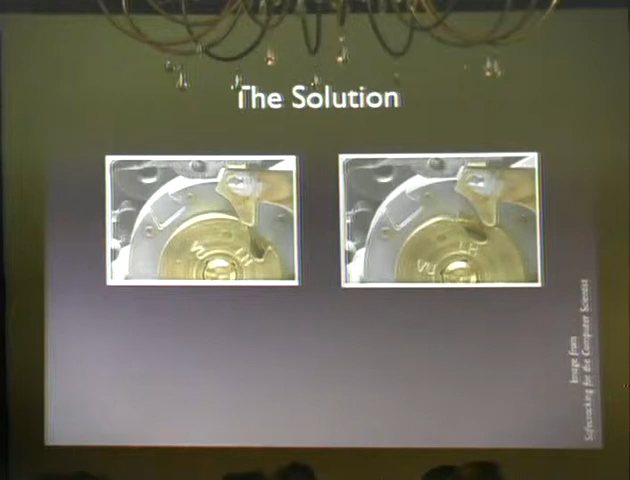 The Solution
Image from
Safecracking for the Computer Scientist